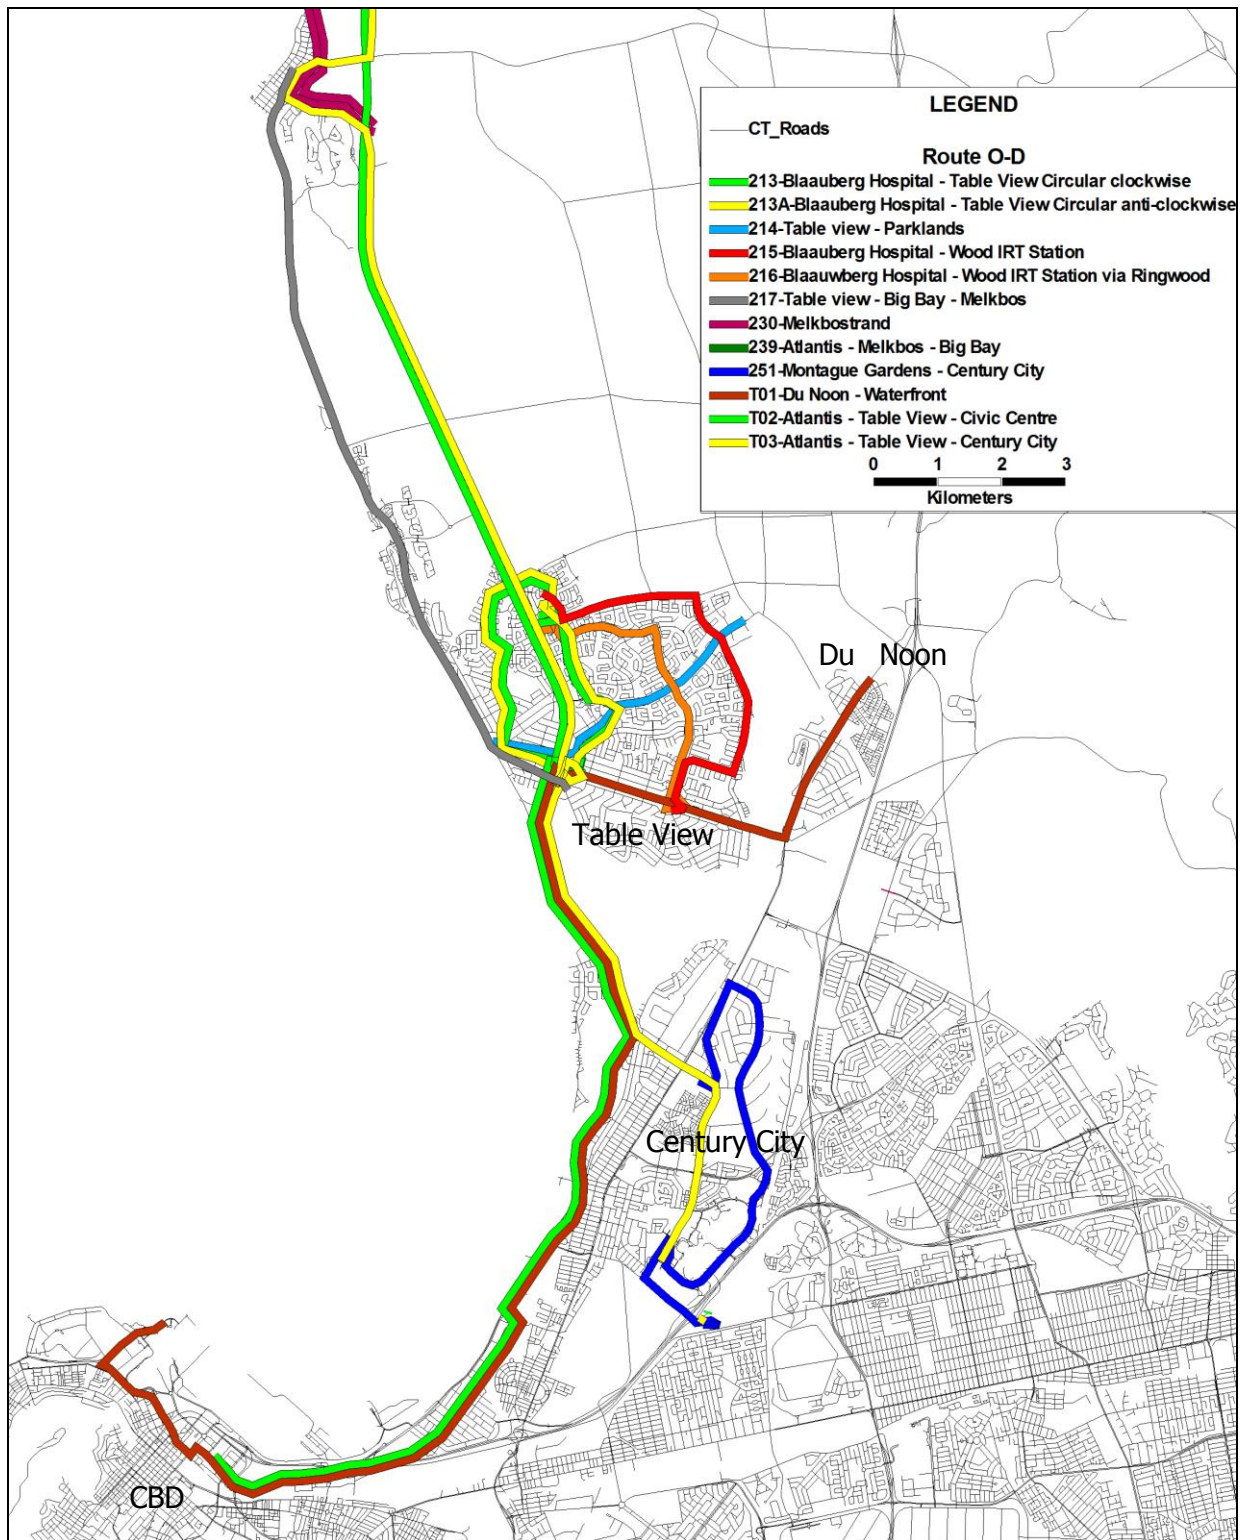 LEGEND
CT_Roads
Route O-D
213-Blaauberg Hospital - Table View Circular clockwise
213A-Blaauberg Hospital - Table View Circular anti-clockwise
214-Table view - Parklands
215-Blaauberg Hospital - Wood IRT Station
216-Blaauwberg Hospital - Wood IRT Station via Ringwood
217-Table view - Big Bay - Melkbos
230-Melkbostrand
239-Atlantis - Melkbos - Big Bay
251-Montague Gardens - Century City
T01-Du Noon - Waterfront
T02-Atlantis - Table View - Civic Centre
T03-Atlantis - Table View - Century City
0 1 2 3
Kilometers
Du Noon
Table View
Century City
CBD